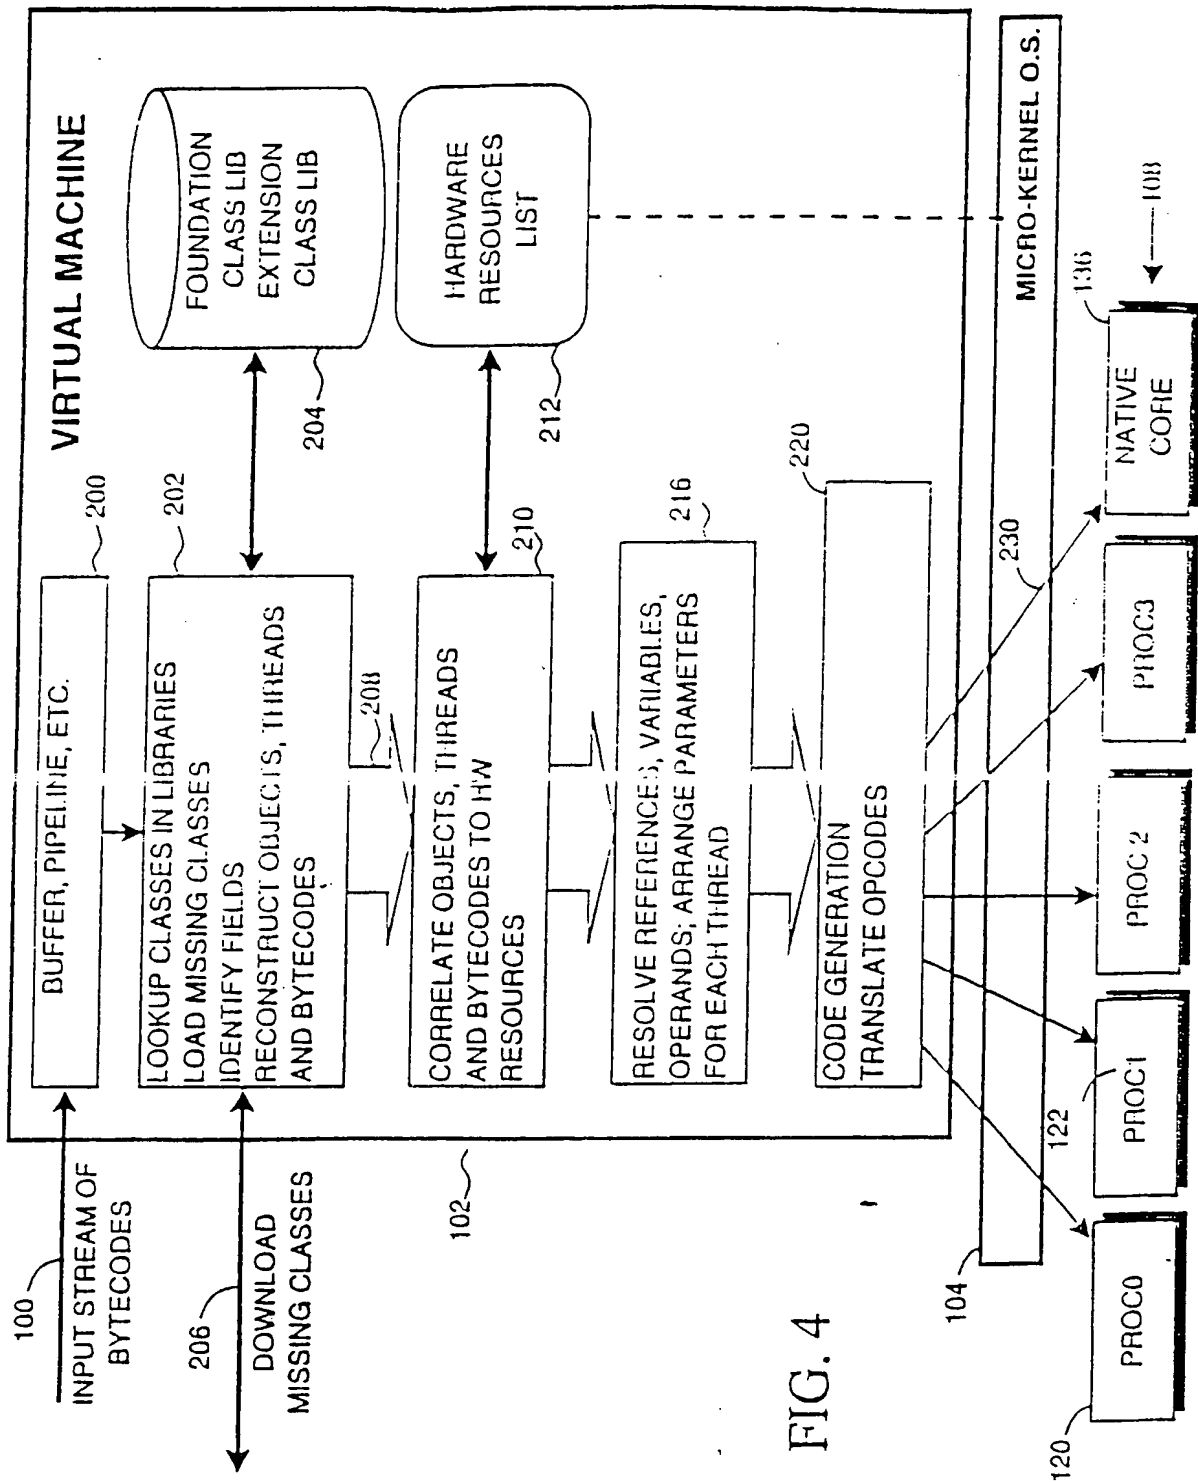 VIRTUAL MACHINE
100
INPUT STREAM OF
BYTECODES
BUFFER, PIPELINE, ETC.
200
206
DOWNLOAD
MISSING CLASSES
LOOKUP CLASSES IN LIBRARIES
LOAD MISSING CLASSES
IDENTIFY FIELDS
RECONSTRUCT OBJECTS, THREADS
AND BYTECODES
202
FOUNDATION
CLASS LIB
EXTENSION
CLASS LIB
204
208
CORRELATE OBJECTS, THREADS
AND BYTECODES TO HW
RESOURCES
210
HARDWARE
RESOURCES
LIST
212
102
RESOLVE REFERENCES, VARIABLES,
OPERANDS; ARRANGE PARAMETERS
FOR EACH THREAD
216
CODE GENERATION
TRANSLATE OPCODES
220
FIG. 4
104
230
MICRO-KERNEL O.S.
120
PROC0
122
PROC1
PROC 2
PROC3
NATIVE
CORE
136
108